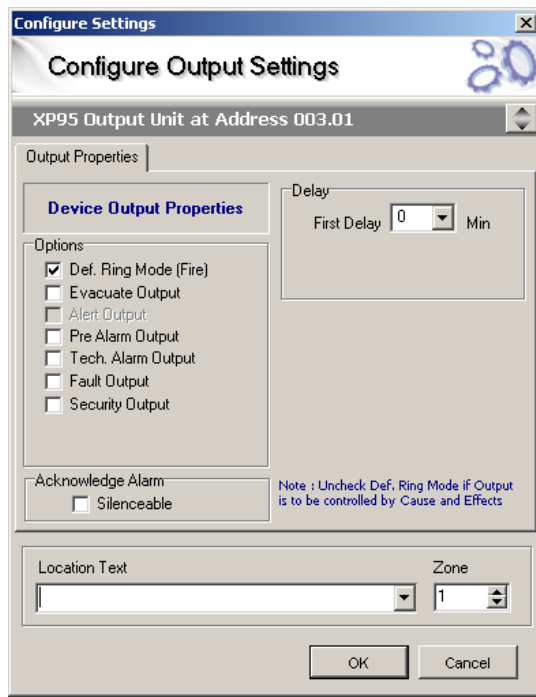 Configure Settings
Configure Output Settings
XP95 Output Unit at Address 003.01
Output Properties
Device Output Properties
Options
Def. Ring Mode (Fire)
Evacuate Output
Alert Output
Pre Alarm Output
Tech. Alarm Output
Fault Output
Security Output
Delay
First Delay 0 Min
Acknowledge Alarm
Silenceable
Note : Uncheck Def. Ring Mode if Output
is to be controlled by Cause and Effects
Location Text
Zone
1
OK
Cancel